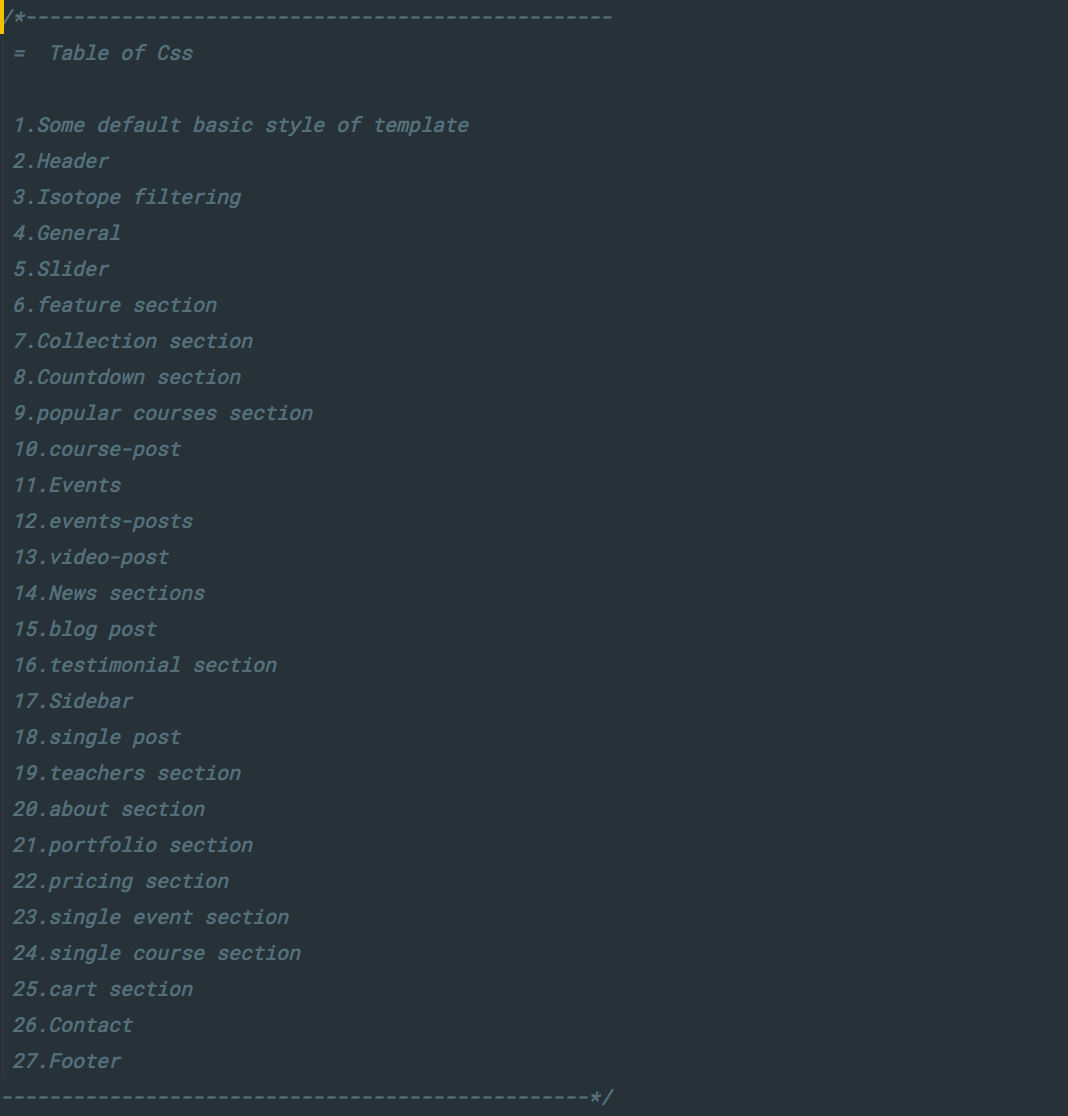 /*-------------------------------------------------
=  Table of Css
1.Some default basic style of template
2.Header
3.Isotope filtering
4.General
5.Slider
6.feature section
7.Collection section
8.Countdown section
9.popular courses section
10.course-post
11.Events
12.events-posts
13.video-post
14.News sections
15.blog post
16.testimonial section
17.Sidebar
18.single post
19.teachers section
20.about section
21.portfolio section
22.pricing section
23.single event section
24.single course section
25.cart section
26.Contact
27.Footer
-------------------------------------------------*/